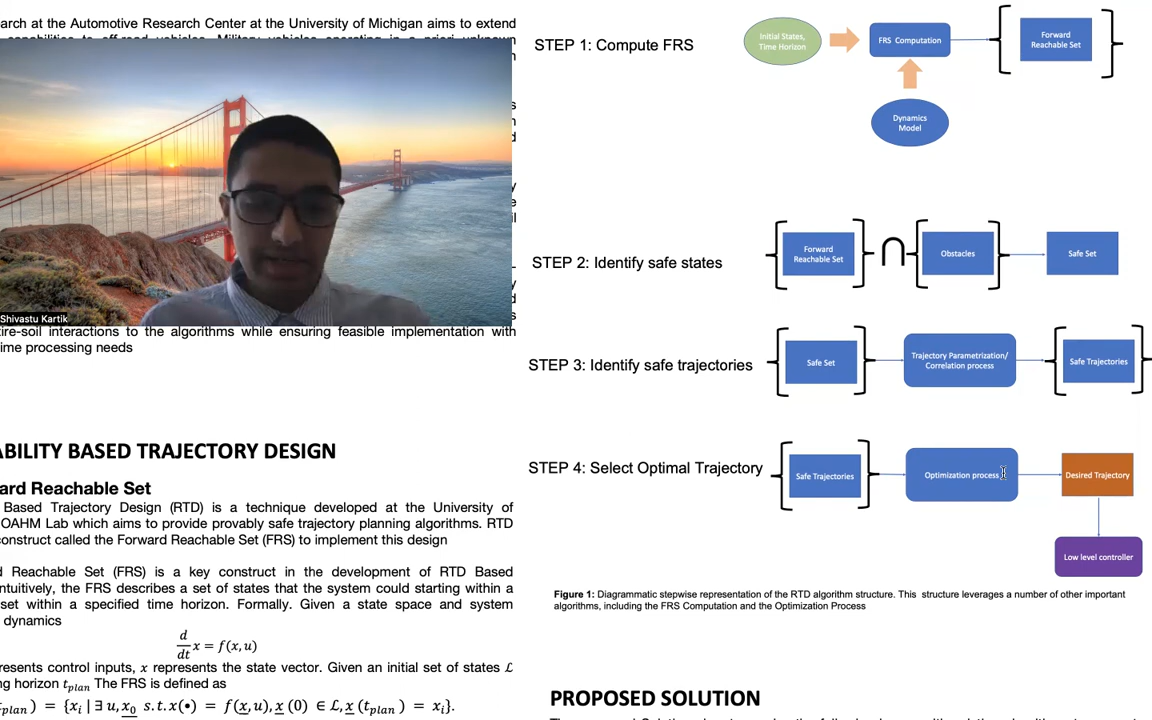 arch at the Automotive Research Center at the University of Michigan aims to extend
Shivastu Kartik
ire-soil interactions to the algorithms while ensuring feasible implementation with
ime processing needs
ABILITY BASED TRAJECTORY DESIGN
ard Reachable Set
Based Trajectory Design (RTD) is a technique developed at the University of
OAHM Lab which aims to provide provably safe trajectory planning algorithms. RTD
construct called the Forward Reachable Set (FRS) to implement this design
d Reachable Set (FRS) is a key construct in the development of RTD Based
ntuitively, the FRS describes a set of states that the system could starting within a
set within a specified time horizon. Formally. Given a state space and system
dynamics
d/dt x = f(x, u)
resents control inputs, x represents the state vector. Given an initial set of states ℒ
ng horizon t_plan The FRS is defined as
t_plan ) = {x_i | ∃ u, x_0 s.t. x(•) = f(x, u), x (0) ∈ ℒ, x (t_plan ) = x_i}.
STEP 1: Compute FRS
Initial States,
Time Horizon
FRS Computation
Forward
Reachable Set
Dynamics
Model
STEP 2: Identify safe states
Forward
Reachable Set
∩
Obstacles
Safe Set
STEP 3: Identify safe trajectories
Safe Set
Trajectory Parametrization/
Correlation process
Safe Trajectories
STEP 4: Select Optimal Trajectory
Safe Trajectories
Optimization process
Desired Trajectory
Low level controller
Figure 1: Diagrammatic stepwise representation of the RTD algorithm structure. This structure leverages a number of other important
algorithms, including the FRS Computation and the Optimization Process
PROPOSED SOLUTION